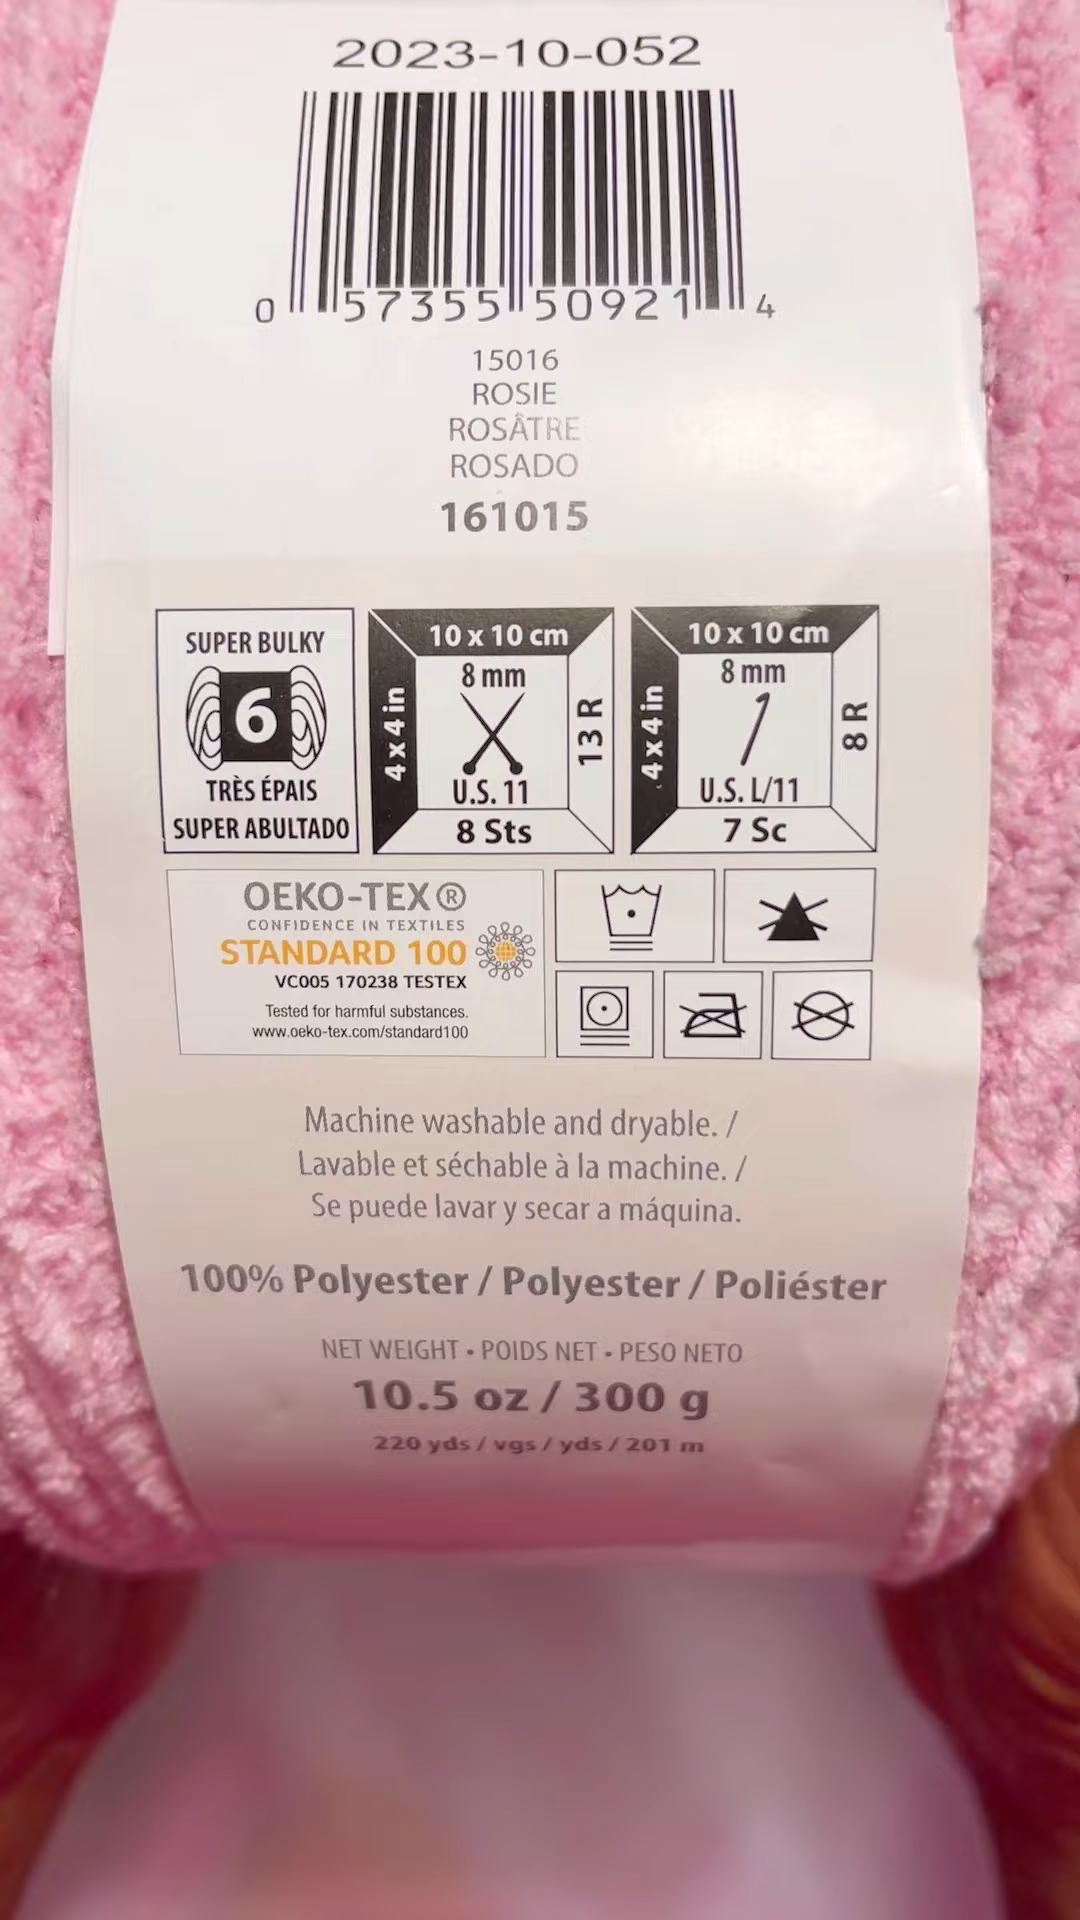 2023-10-052
0 57355 50921 4
15016
ROSIE
ROSÂTRE
ROSADO
161015
SUPER BULKY
6
TRÈS ÉPAIS
SUPER ABULTADO
10 x 10 cm
4 x 4 in
8 mm
13 R
U.S. 11
8 Sts
10 x 10 cm
4 x 4 in
8 mm
8 R
U.S. L/11
7 Sc
OEKO-TEX®
CONFIDENCE IN TEXTILES
STANDARD 100
VC005 170238 TESTEX
Tested for harmful substances.
www.oeko-tex.com/standard100
Machine washable and dryable. /
Lavable et séchable à la machine. /
Se puede lavar y secar a máquina.
100% Polyester / Polyester / Poliéster
NET WEIGHT • POIDS NET • PESO NETO
10.5 oz / 300 g
220 yds / vgs / yds / 201 m